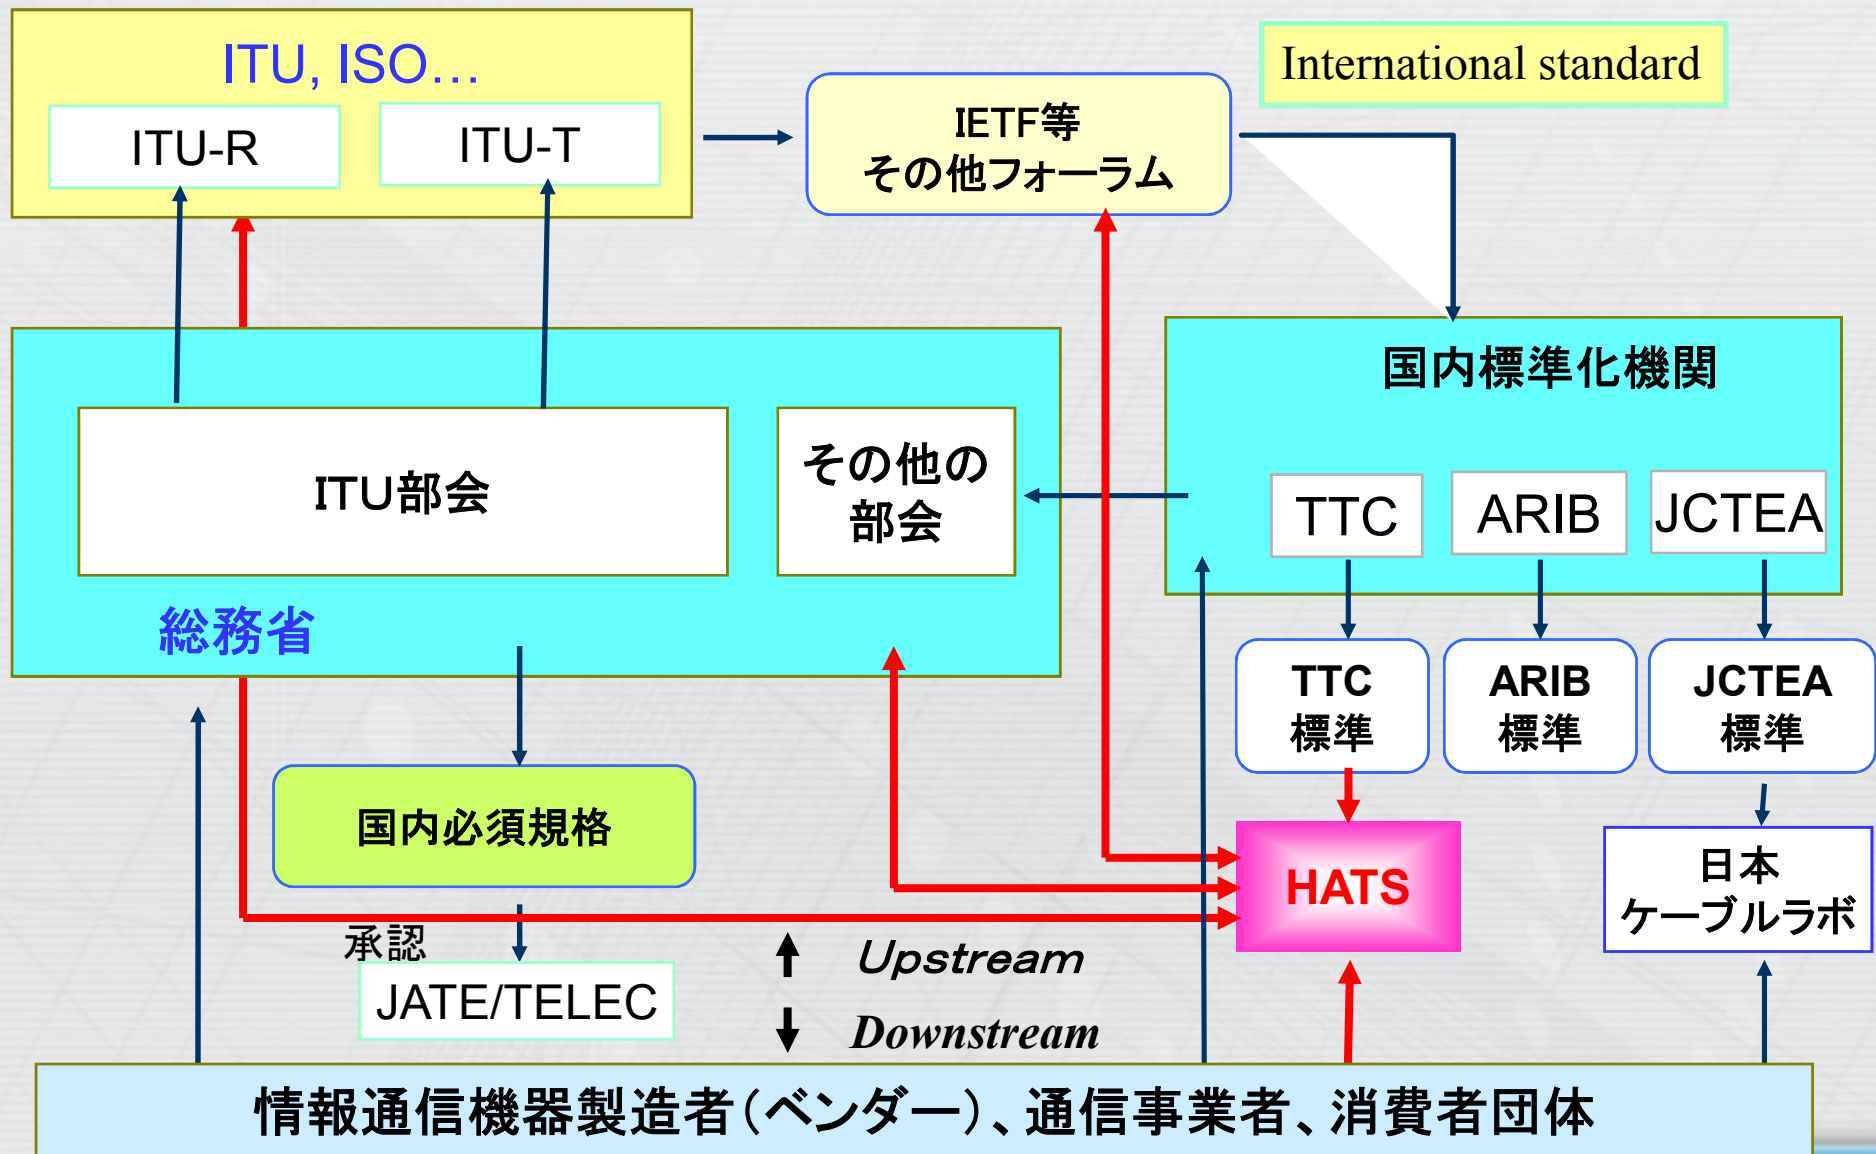 ITU, ISO…
International standard
ITU-R
ITU-T
IETF等
その他フォーラム
国内標準化機関
ITU部会
その他の
部会
TTC
ARIB
JCTEA
総務省
TTC
標準
ARIB
標準
JCTEA
標準
国内必須規格
HATS
日本
ケーブルラボ
承認
JATE/TELEC
Upstream
Downstream
情報通信機器製造者（ベンダー）、通信事業者、消費者団体